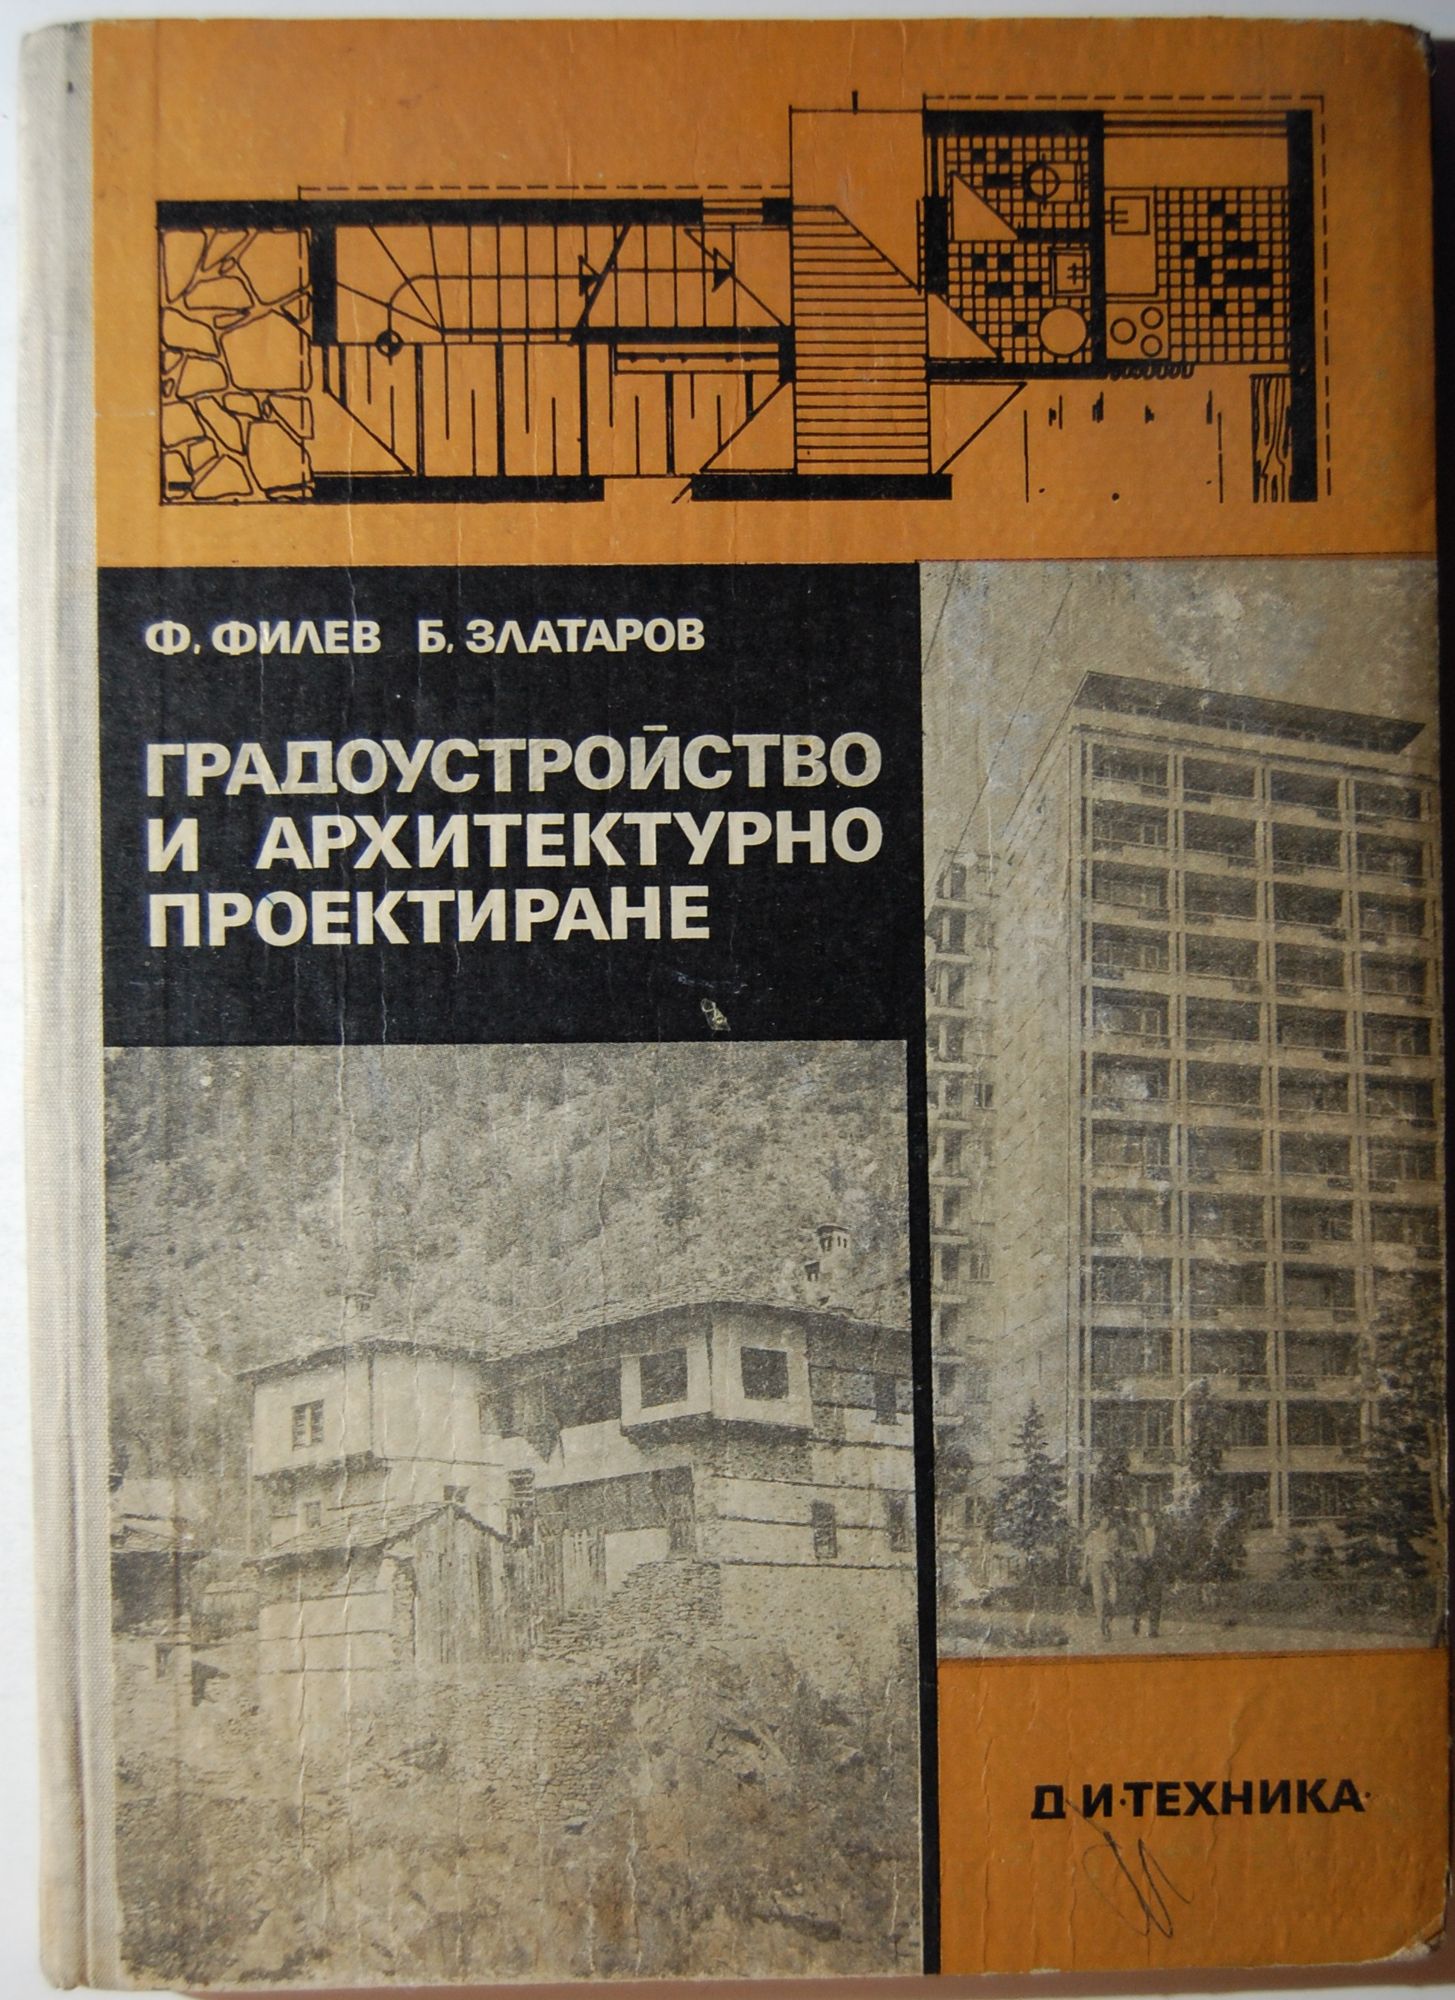 Ф. ФИЛЕВ Б. ЗЛАТАРОВ
ГРАДОУСТРОЙСТВО
И АРХИТЕКТУРНО
ПРОЕКТИРАНЕ
Д И·ТЕХНИКА·